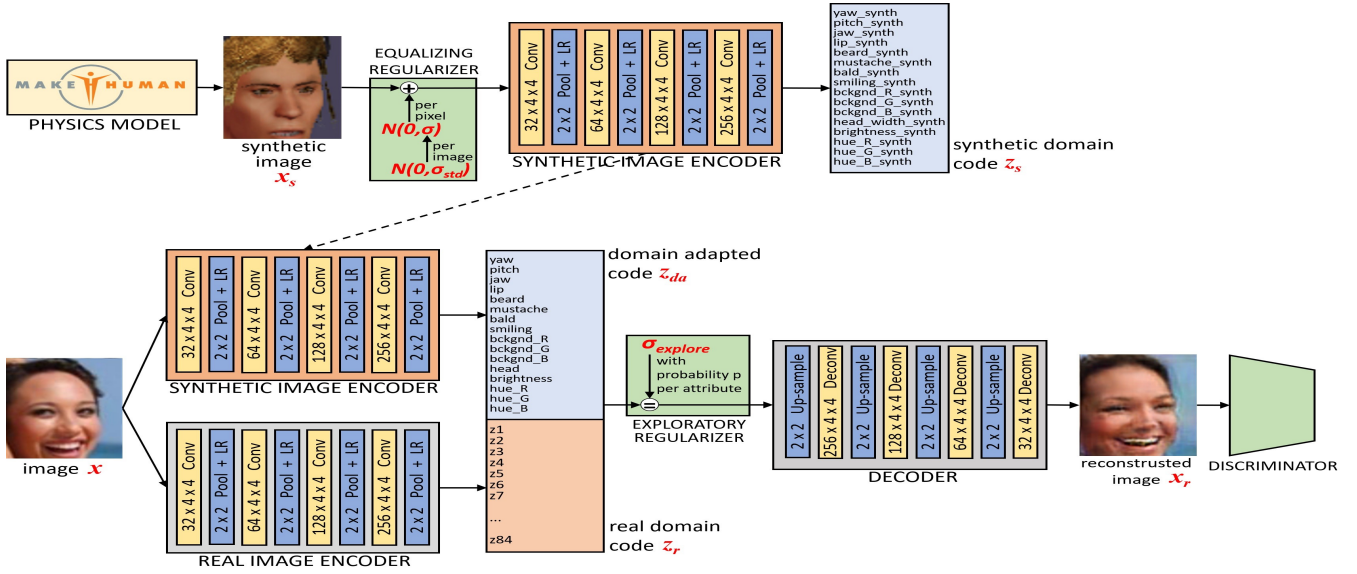 MAKE HUMAN
PHYSICS MODEL
synthetic
image
x_s
EQUALIZING
REGULARIZER
+
per
pixel
N(0,σ)
per
image
N(0,σ_std)
32 x 4 x 4 Conv
2 x 2 Pool + LR
64 x 4 x 4 Conv
2 x 2 Pool + LR
128 x 4 x 4 Conv
2 x 2 Pool + LR
256 x 4 x 4 Conv
2 x 2 Pool + LR
SYNTHETIC IMAGE ENCODER
yaw_synth
pitch_synth
jaw_synth
lip_synth
beard_synth
mustache_synth
bald_synth
smiling_synth
bckgnd_R_synth
bckgnd_G_synth
bckgnd_B_synth
head_width_synth
brightness_synth
hue_R_synth
hue_G_synth
hue_B_synth
synthetic domain
code z_s
image x
32 x 4 x 4 Conv
2 x 2 Pool + LR
64 x 4 x 4 Conv
2 x 2 Pool + LR
128 x 4 x 4 Conv
2 x 2 Pool + LR
256 x 4 x 4 Conv
2 x 2 Pool + LR
SYNTHETIC IMAGE ENCODER
32 x 4 x 4 Conv
2 x 2 Pool + LR
64 x 4 x 4 Conv
2 x 2 Pool + LR
128 x 4 x 4 Conv
2 x 2 Pool + LR
256 x 4 x 4 Conv
2 x 2 Pool + LR
REAL IMAGE ENCODER
yaw
pitch
jaw
lip
beard
mustache
bald
smiling
bckgnd_R
bckgnd_G
bckgnd_B
head
brightness
hue_R
hue_G
hue_B
domain adapted
code z_da
z1
z2
z3
z4
z5
z6
z7
...
z84
real domain
code z_r
σ_explore
with
probability p
per attribute
=
EXPLORATORY
REGULARIZER
2 x 2 Up-sample
256 x 4 x 4 Deconv
2 x 2 Up-sample
128 x 4 x 4 Deconv
2 x 2 Up-sample
64 x 4 x 4 Deconv
2 x 2 Up-sample
32 x 4 x 4 Deconv
DECODER
reconstrusted
image x_r
DISCRIMINATOR